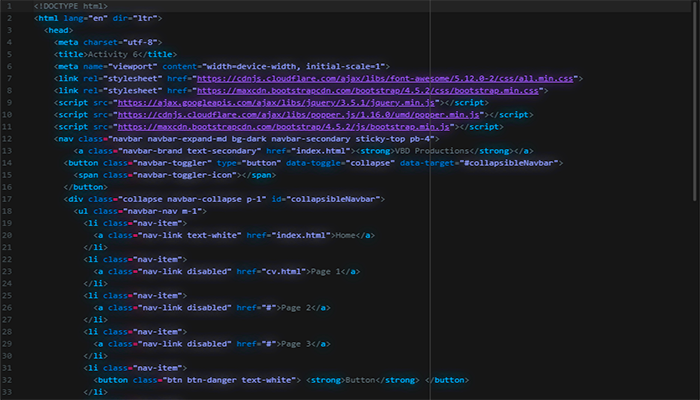 1 <!DOCTYPE html>
2 <html lang="en" dir="ltr">
3 <head>
4 <meta charset="utf-8">
5 <title>Activity 6</title>
6 <meta name="viewport" content="width=device-width, initial-scale=1">
7 <link rel="stylesheet" href="https://cdnjs.cloudflare.com/ajax/libs/font-awesome/5.12.0-2/css/all.min.css">
8 <link rel="stylesheet" href="https://maxcdn.bootstrapcdn.com/bootstrap/4.5.2/css/bootstrap.min.css">
9 <script src="https://ajax.googleapis.com/ajax/libs/jquery/3.5.1/jquery.min.js"></script>
10 <script src="https://cdnjs.cloudflare.com/ajax/libs/popper.js/1.16.0/umd/popper.min.js"></script>
11 <script src="https://maxcdn.bootstrapcdn.com/bootstrap/4.5.2/js/bootstrap.min.js"></script>
12 <nav class="navbar navbar-expand-md bg-dark navbar-secondary sticky-top pb-4">
13 <a class="navbar-brand text-secondary" href="index.html"><strong>VBD Productions</strong></a>
14 <button class="navbar-toggler" type="button" data-toggle="collapse" data-target="#collapsibleNavbar">
15 <span class="navbar-toggler-icon"></span>
16 </button>
17 <div class="collapse navbar-collapse p-1" id="collapsibleNavbar">
18 <ul class="navbar-nav m-1">
19 <li class="nav-item">
20 <a class="nav-link text-white" href="index.html">Home</a>
21 </li>
22 <li class="nav-item">
23 <a class="nav-link disabled" href="cv.html">Page 1</a>
24 </li>
25 <li class="nav-item">
26 <a class="nav-link disabled" href="#">Page 2</a>
27 </li>
28 <li class="nav-item">
29 <a class="nav-link disabled" href="#">Page 3</a>
30 </li>
31 <li class="nav-item">
32 <button class="btn btn-danger text-white"> <strong>Button</strong> </button>
33 </li>